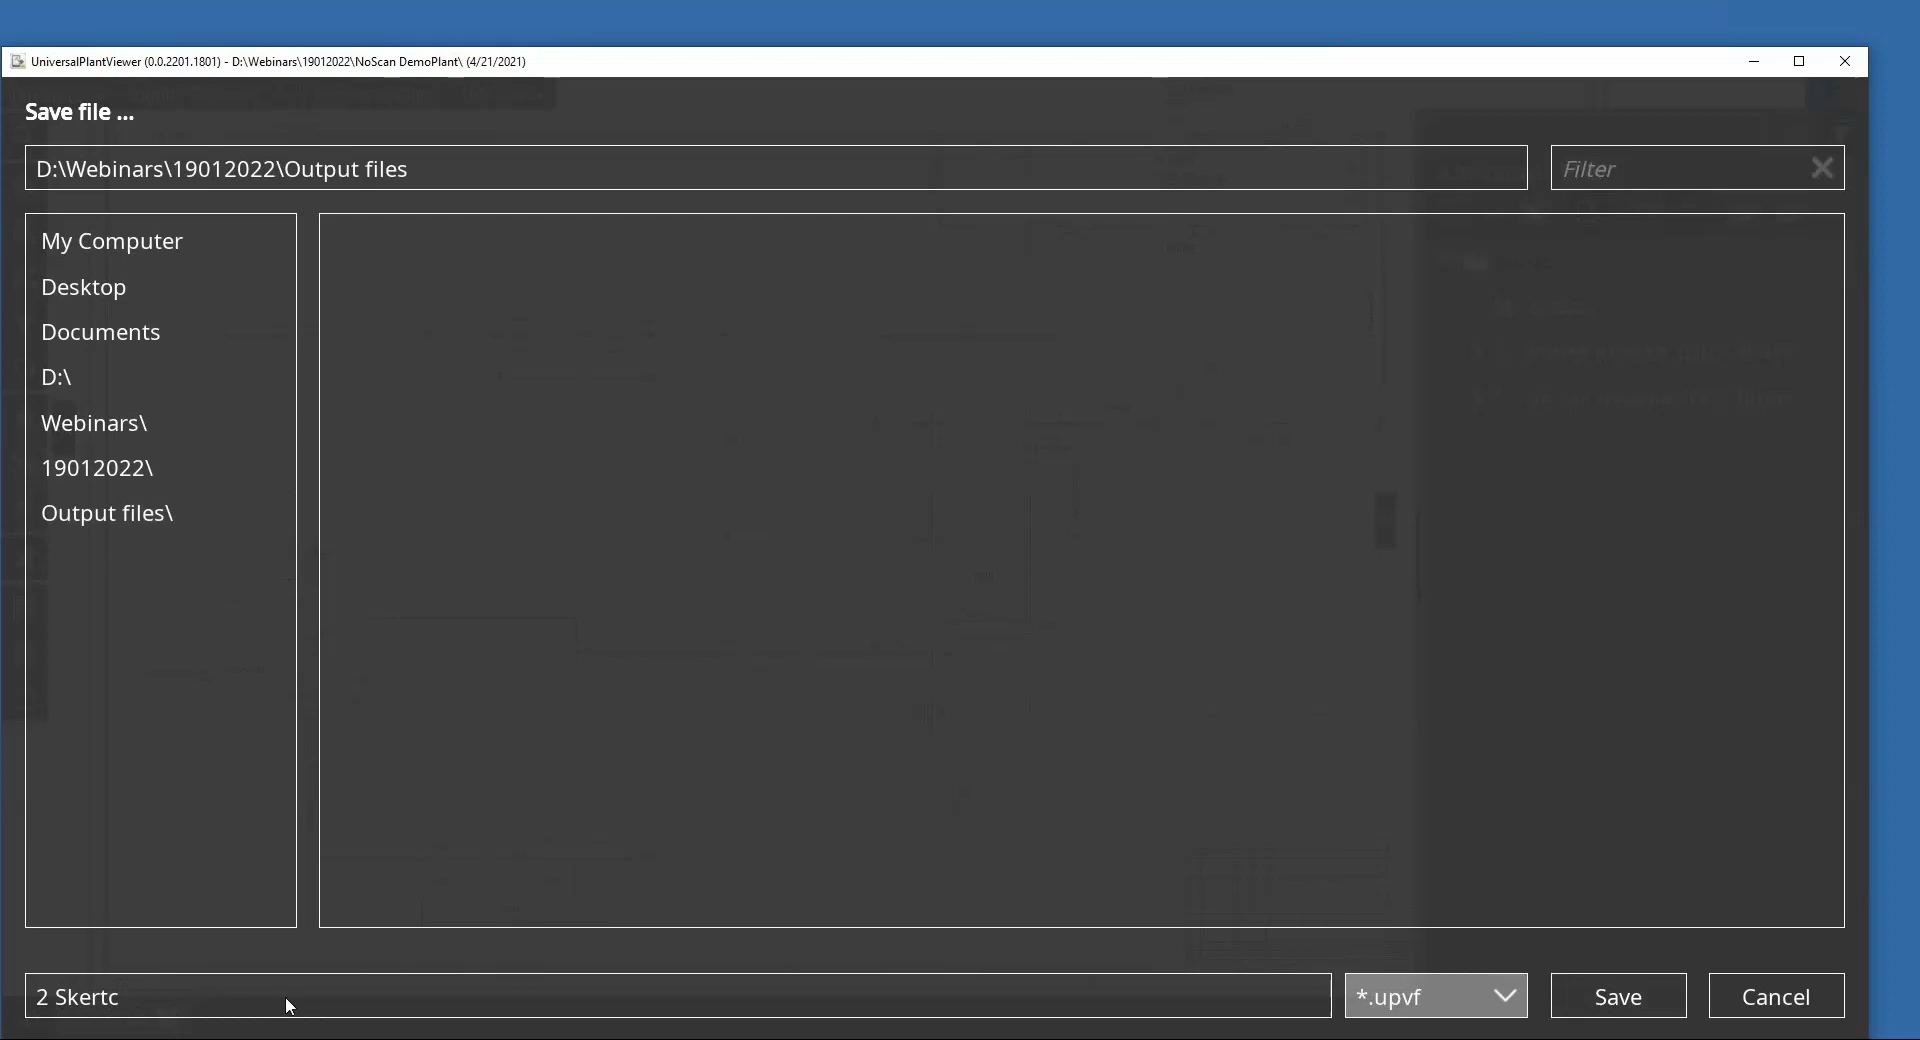 UniversalPlantViewer (0.0.2201.1801) - D:\Webinars\19012022\NoScan DemoPlant\ (4/21/2021)
Save file ...
D:\Webinars\19012022\Output files
Filter
My Computer
Desktop
Documents
D:\
Webinars\
19012022\
Output files\
2 Skertc
*.upvf
Save
Cancel